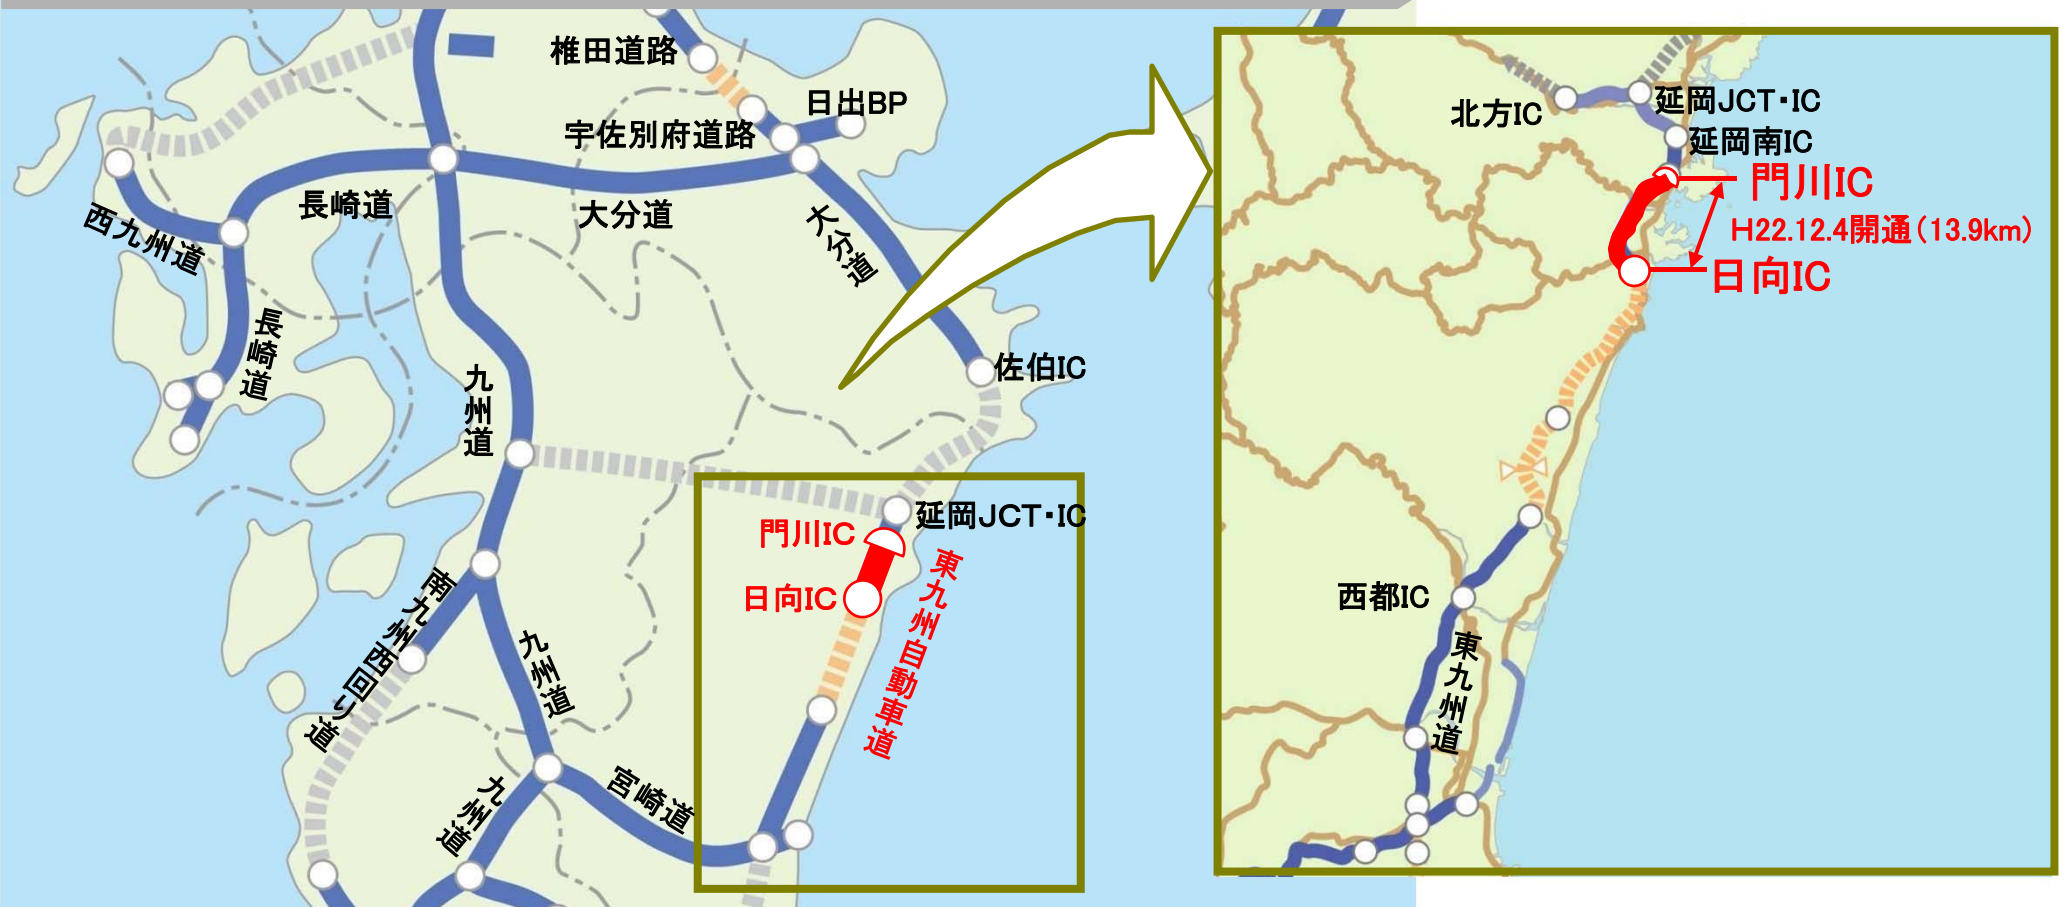 椎田道路
日出BP
宇佐別府道路
長崎道
大分道
西九州道
大分道
長崎道
九州道
佐伯IC
延岡JCT・IC
門川IC
日向IC
東九州自動車道
南九州西回り道
九州道
九州道
宮崎道
北方IC
延岡JCT・IC
延岡南IC
門川IC
H22.12.4開通(13.9km)
日向IC
西都IC
東九州道